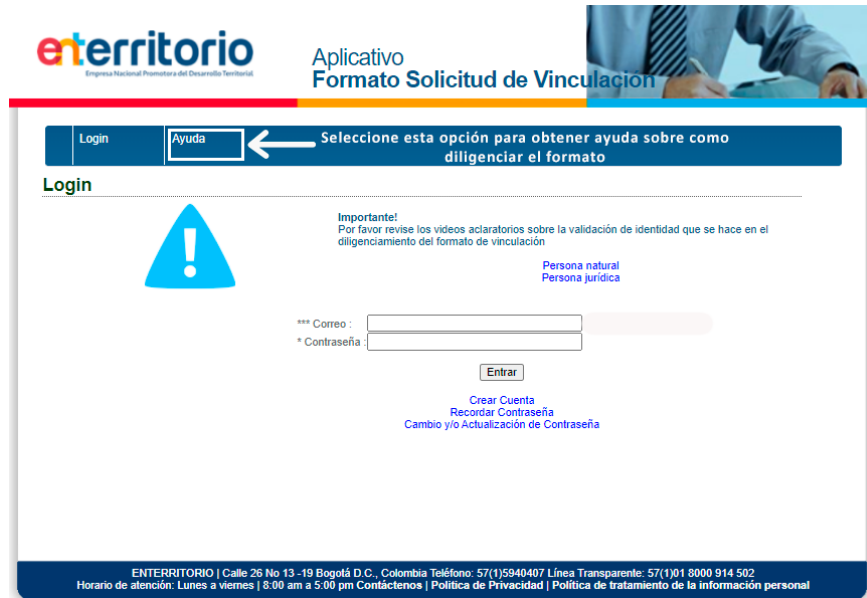 enterritorio
Empresa Nacional Promotora del Desarrollo Territorial
Aplicativo
Formato Solicitud de Vinculación
Login
Ayuda
Seleccione esta opción para obtener ayuda sobre como
diligenciar el formato
Login
Importante!
Por favor revise los videos aclaratorios sobre la validación de identidad que se hace en el
diligenciamiento del formato de vinculación
Persona natural
Persona jurídica
*** Correo :
* Contraseña :
Entrar
Crear Cuenta
Recordar Contraseña
Cambio y/o Actualización de Contraseña
ENTERRITORIO | Calle 26 No 13 -19 Bogotá D.C., Colombia Teléfono: 57(1)5940407 Línea Transparente: 57(1)01 8000 914 502
Horario de atención: Lunes a viernes | 8:00 am a 5:00 pm Contáctenos | Politica de Privacidad | Política de tratamiento de la información personal